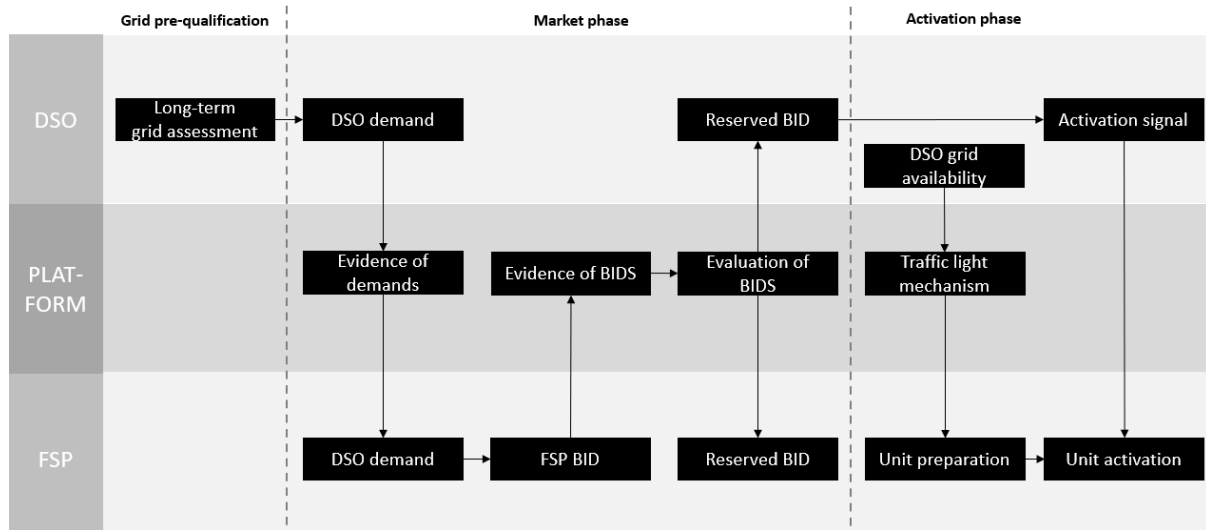 Grid pre-qualification
Market phase
Activation phase
DSO
Long-term
grid assessment
DSO demand
Reserved BID
Activation signal
DSO grid
availability
PLAT-
FORM
Evidence of
demands
Evidence of BIDS
Evaluation of
BIDS
Traffic light
mechanism
FSP
DSO demand
FSP BID
Reserved BID
Unit preparation
Unit activation